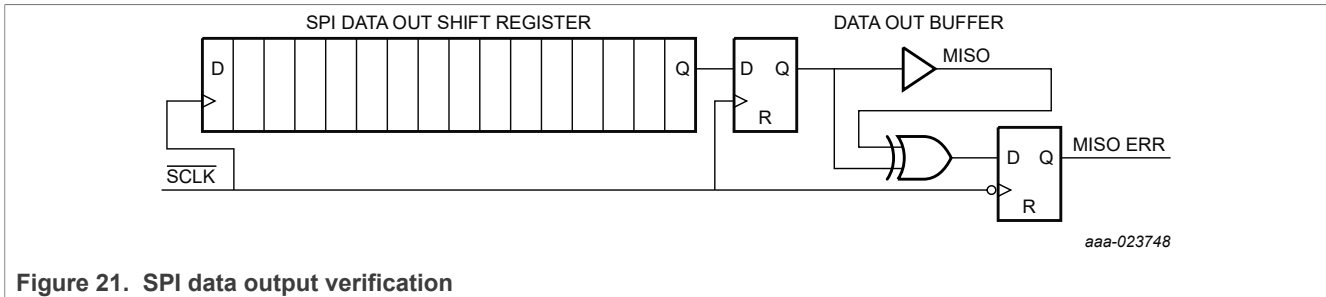 SPI DATA OUT SHIFT REGISTER
DATA OUT BUFFER
D
Q
D
Q
R
MISO
D
Q
R
MISO ERR
SCLK
aaa-023748
Figure 21. SPI data output verification